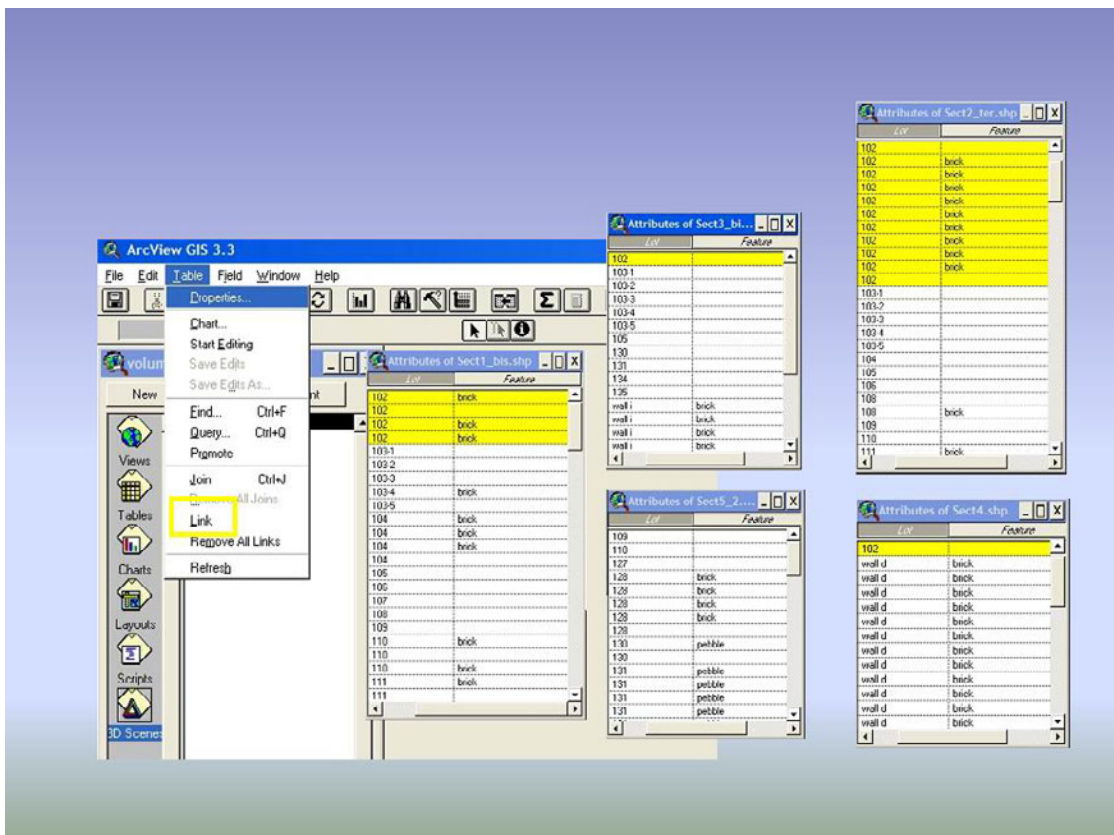 ArcView GIS 3.3
File Edit Table Field Window Help
Properties...
Chart...
Start Editing
Save Edits
Save Edits As...
Find... Ctrl+F
Query... Ctrl+Q
Promote
Join Ctrl+J
Remove All Joins
Link
Remove All Links
Refresh
volum
New
nt
Views
Tables
Charts
Layouts
Scripts
3D Scene
Attributes of Sect1_bis.shp
Lot Feature
102 brick
102
102 brick
102 brick
103-1
103-2
103-3
103-4 brick
103-5
104 brick
104 brick
104 brick
104
105
106
107
108
109
110 brick
110
110 brick
111 brick
111
Attributes of Sect3_bi...
Lot Feature
102
103-1
103-2
103-3
103-4
103-5
105
130
131
134
135
wall i brick
wall i brick
wall i brick
wall i brick
Attributes of Sect5_2....
Lot Feature
109
110
127
128 brick
128 brick
128 brick
128 brick
128
130 pebble
130
131 pebble
131 pebble
131 pebble
131 pebble
Attributes of Sect2_ter.shp
Lot Feature
102
102 brick
102 brick
102 brick
102 brick
102 brick
102 brick
102 brick
102 brick
102 brick
102
103-1
103-2
103-3
103-4
103-5
104
105
106
108
108 brick
109
110
111 brick
Attributes of Sect4.shp
Lot Feature
102
wall d brick
wall d brick
wall d brick
wall d brick
wall d brick
wall d brick
wall d brick
wall d brick
wall d brick
wall d brick
wall d brick
wall d brick